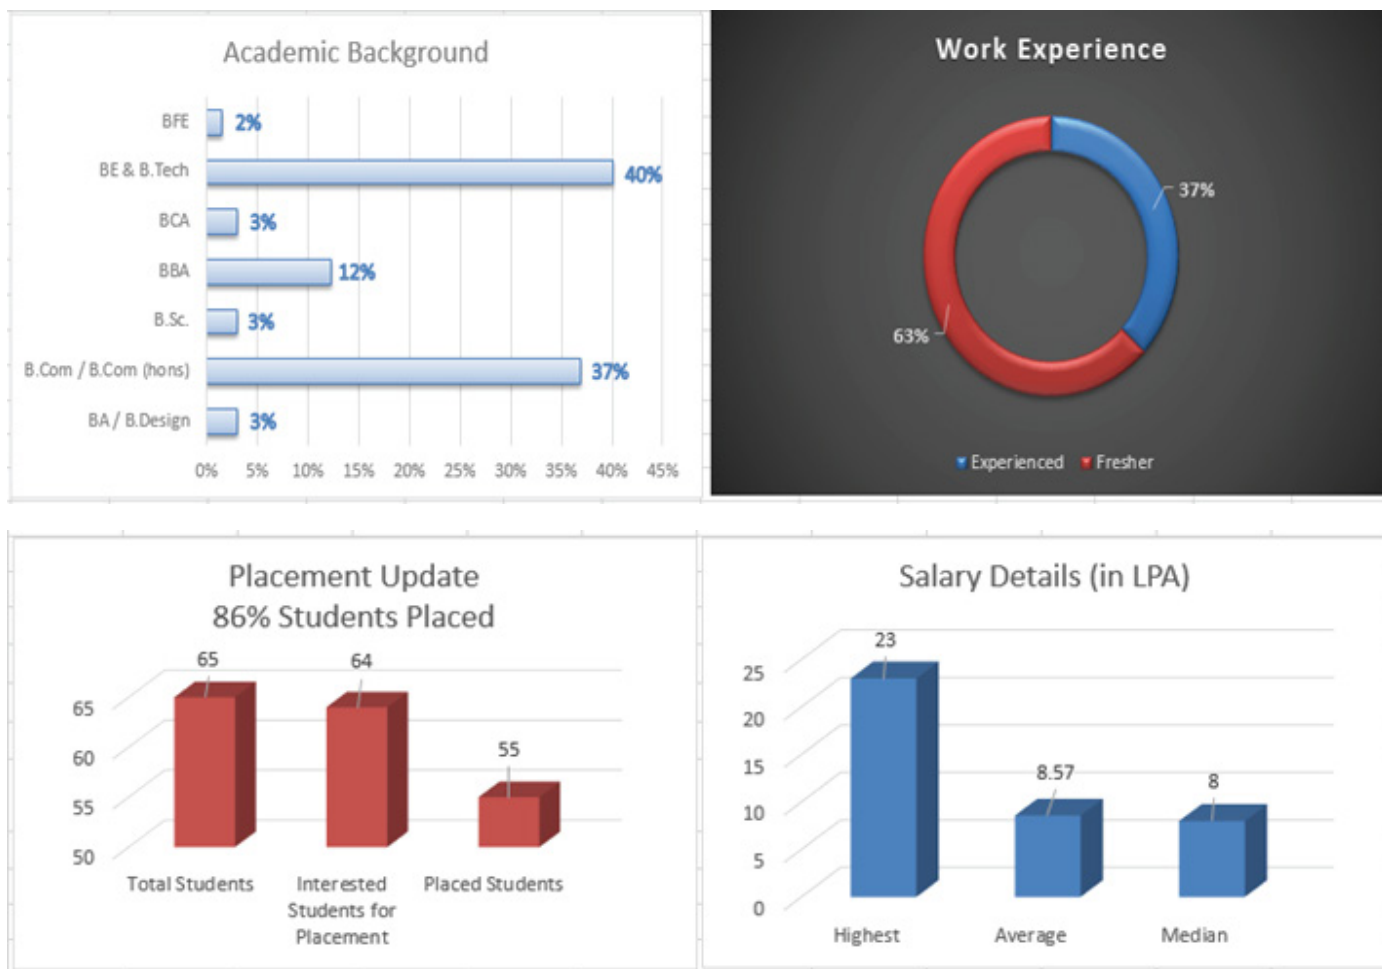 Academic Background
BFE
2%
BE & B.Tech
40%
BCA
3%
BBA
12%
B.Sc.
3%
B.Com / B.Com (hons)
37%
BA / B.Design
3%
0% 5% 10% 15% 20% 25% 30% 35% 40% 45%
Work Experience
37%
63%
Experienced Fresher
Placement Update
86% Students Placed
65
64
55
65
60
55
50
Total Students
Interested
Students for
Placement
Placed Students
Salary Details (in LPA)
23
8.57
8
25
20
15
10
5
0
Highest Average Median